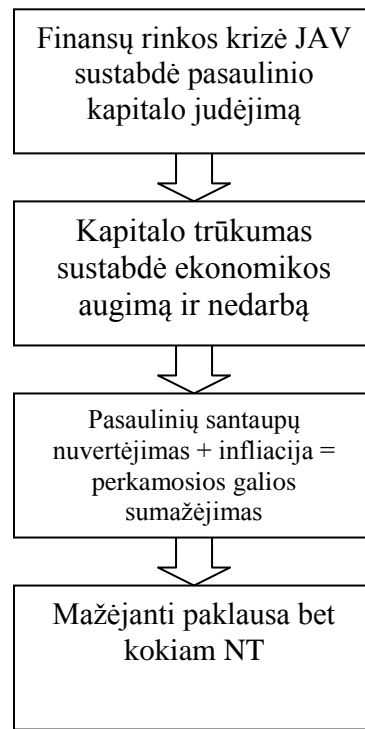 Finansų rinkos krizė JAV
sustabdė pasaulinio
kapitalo judėjimą
Kapitalo trūkumas
sustabdė ekonomikos
augimą ir nedarbą
Pasaulinių santaupų
nuvertėjimas + infliacija =
perkamosios galios
sumažėjimas
Mažėjanti paklausa bet
kokiam NT